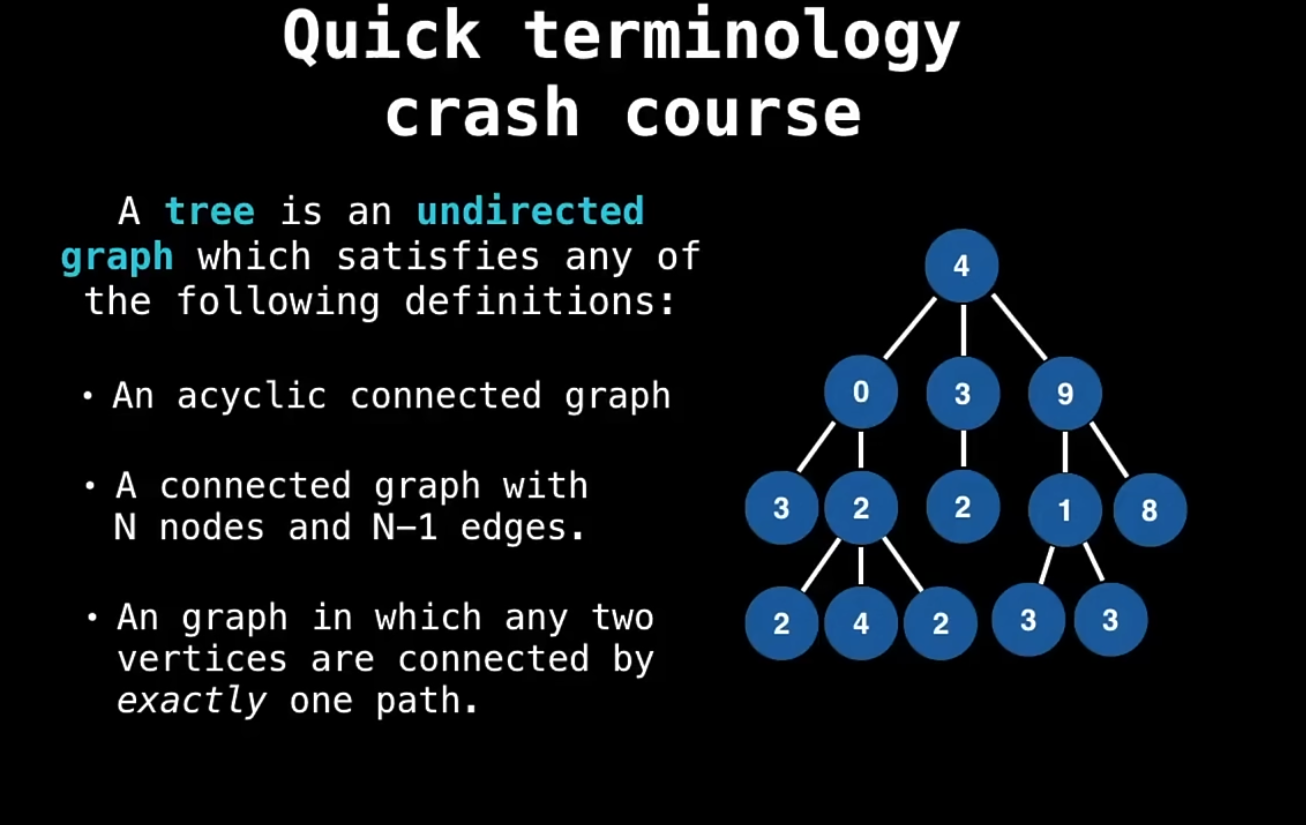 Quick terminology
crash course
A tree is an undirected
graph which satisfies any of
the following definitions:
• An acyclic connected graph
• A connected graph with
N nodes and N-1 edges.
• An graph in which any two
vertices are connected by
exactly one path.
4
0 3 9
3 2 2 1 8
2 4 2 3 3